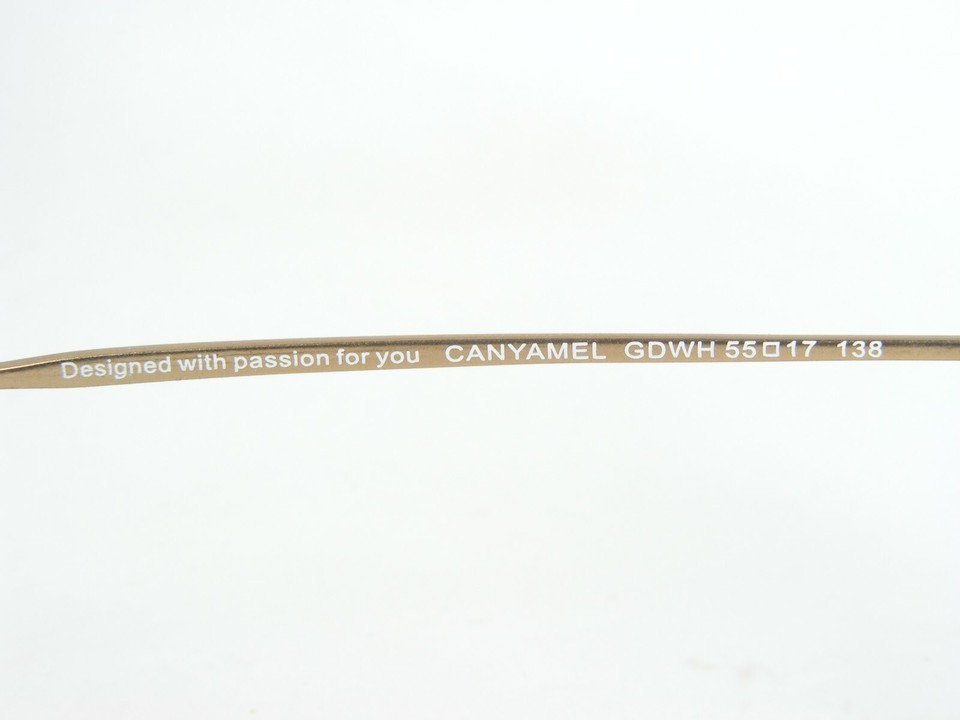 Designed with passion for you CANYAMEL GDWH 55□17 138